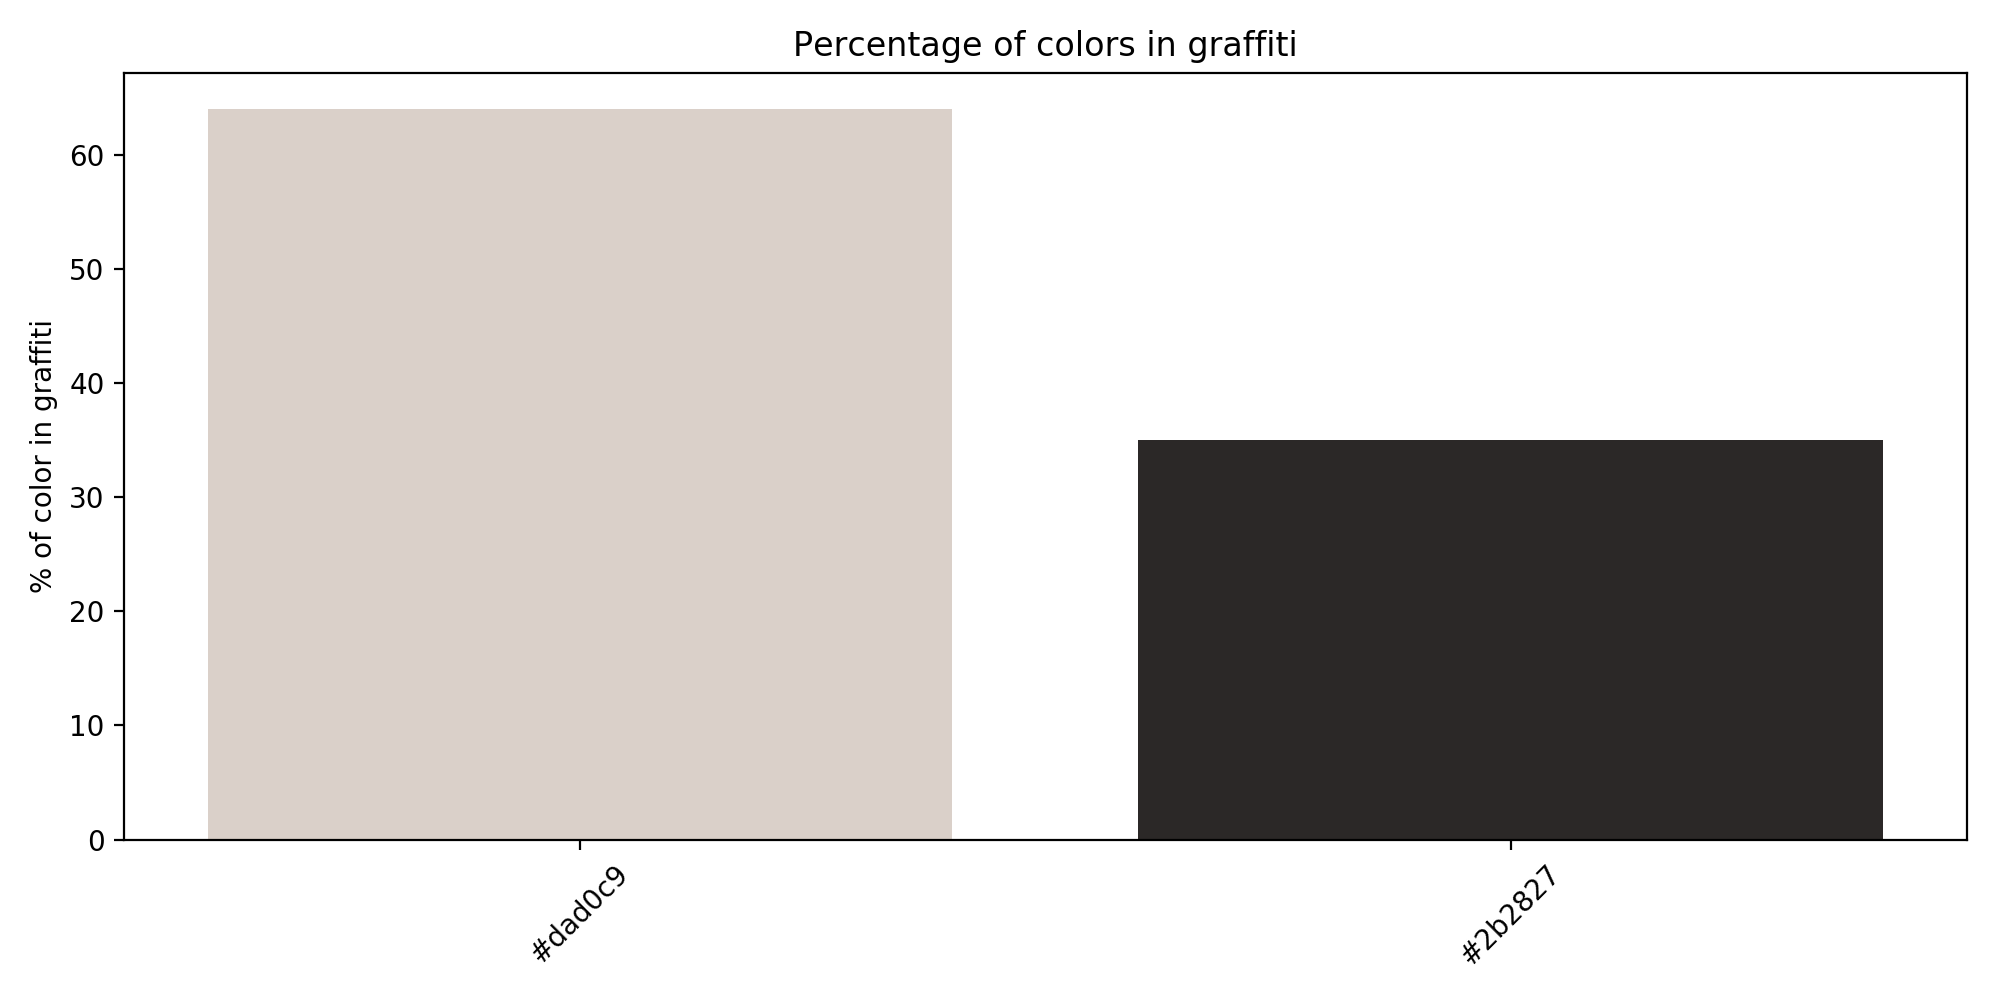 Percentage of colors in graffiti
% of color in graffiti
60
50
40
30
20
10
0
#dad0c9
#2b2827